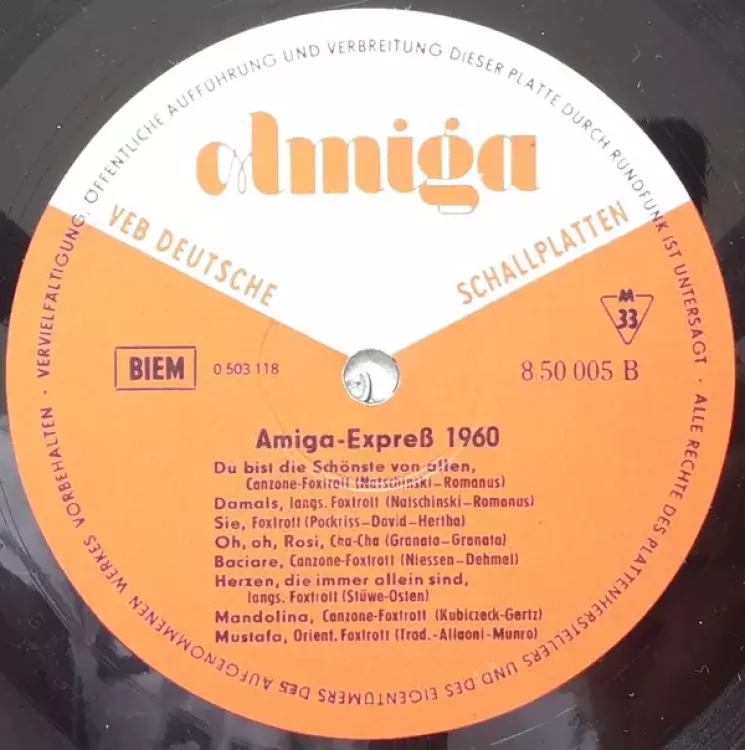 VERVIELFÄLTIGUNG, ÖFFENTLICHE AUFFÜHRUNG UND VERBREITUNG DIESER PLATTE DURCH RUNDFUNK IST UNTERSAGT · ALLE RECHTE DES PLATTENHERSTELLERS UND DES EIGENTÜMERS DES AUFGENOMMENEN WERKES VORBEHALTEN ·
Amiga
VEB DEUTSCHE SCHALLPLATTEN
M
33
BIEM 0 503 118
8 50 005 B
Amiga-Expreß 1960
Du bist die Schönste von allen,
Canzone-Foxtrott (Natschinski–Romanus)
Damals, langs. Foxtrott (Natschinski–Romanus)
Sie, Foxtrott (Pockriss–David–Hertha)
Oh, oh, Rosi, Cha-Cha (Granata–Granata)
Baciare, Canzone-Foxtrott (Niessen–Dehmel)
Herzen, die immer allein sind,
langs. Foxtrott (Stüwe-Osten)
Mandolina, Canzone-Foxtrott (Kubiczeck-Gertz)
Mustafa, Orient. Foxtrott (Trad.-Allaoni-Munro)